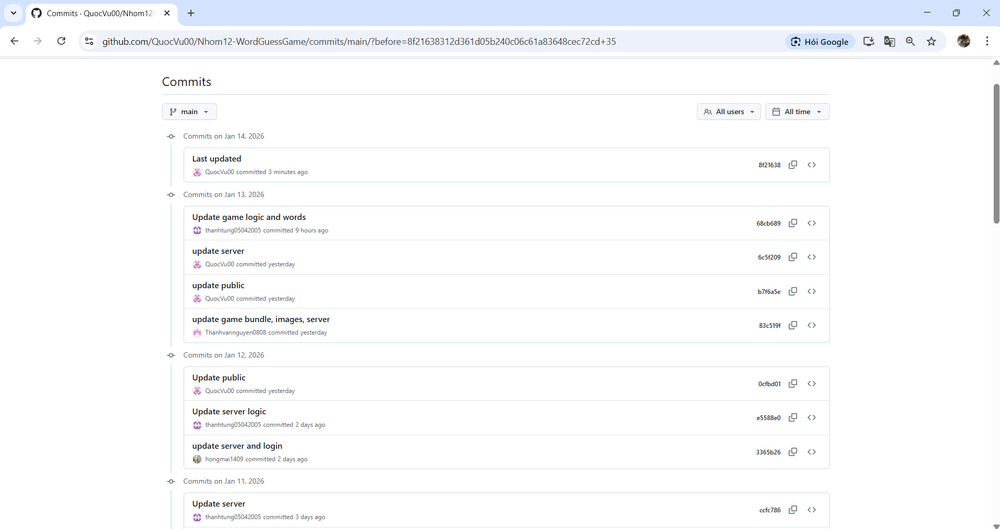 Commits · QuocVu00/Nhom12-
github.com/QuocVu00/Nhom12-WordGuessGame/commits/main/?before=8f21638312d361d05b240c06c61a83648cec72cd+35
Hỏi Google
Commits
main
All users
All time
Commits on Jan 14, 2026
Last updated
QuocVu00 committed 3 minutes ago
8f21638
Commits on Jan 13, 2026
Update game logic and words
thanhtung05042005 committed 9 hours ago
68cb689
update server
QuocVu00 committed yesterday
6c5f209
update public
QuocVu00 committed yesterday
b7f6a5e
update game bundle, images, server
Thanhvannguyen0808 committed yesterday
83c519f
Commits on Jan 12, 2026
Update public
QuocVu00 committed yesterday
0cfbd01
Update server logic
thanhtung05042005 committed 2 days ago
e5588e0
update server and login
hongmai1409 committed 2 days ago
3365b26
Commits on Jan 11, 2026
Update server
thanhtung05042005 committed 3 days ago
ccfc786